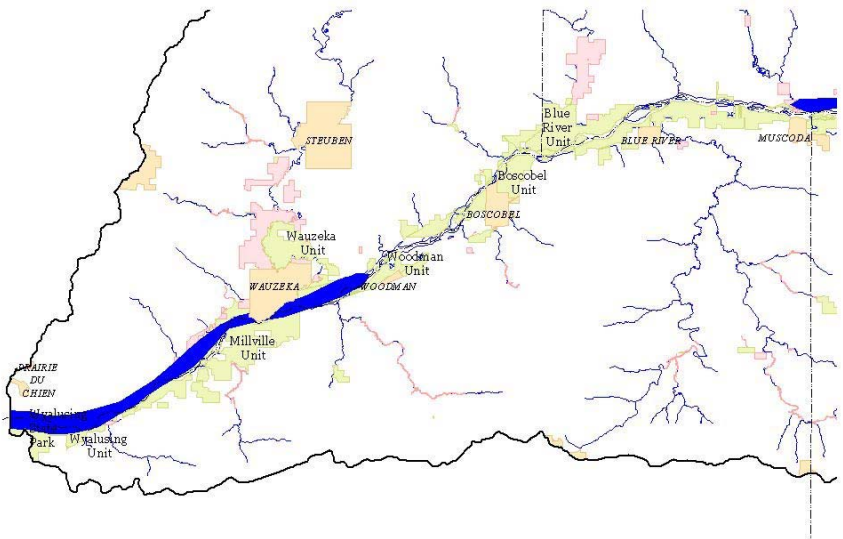 Blue
River
Unit
STEUBEN
BLUE RIVER
MUSCODA
Boscobel
Unit
BOSCOBEL
Wauzeka
Unit
Woodman
Unit
WAUZEKA
WOODMAN
Millville
Unit
PRAIRIE
DU
CHIEN
Wyalusing
State
Park
Wyalusing
Unit